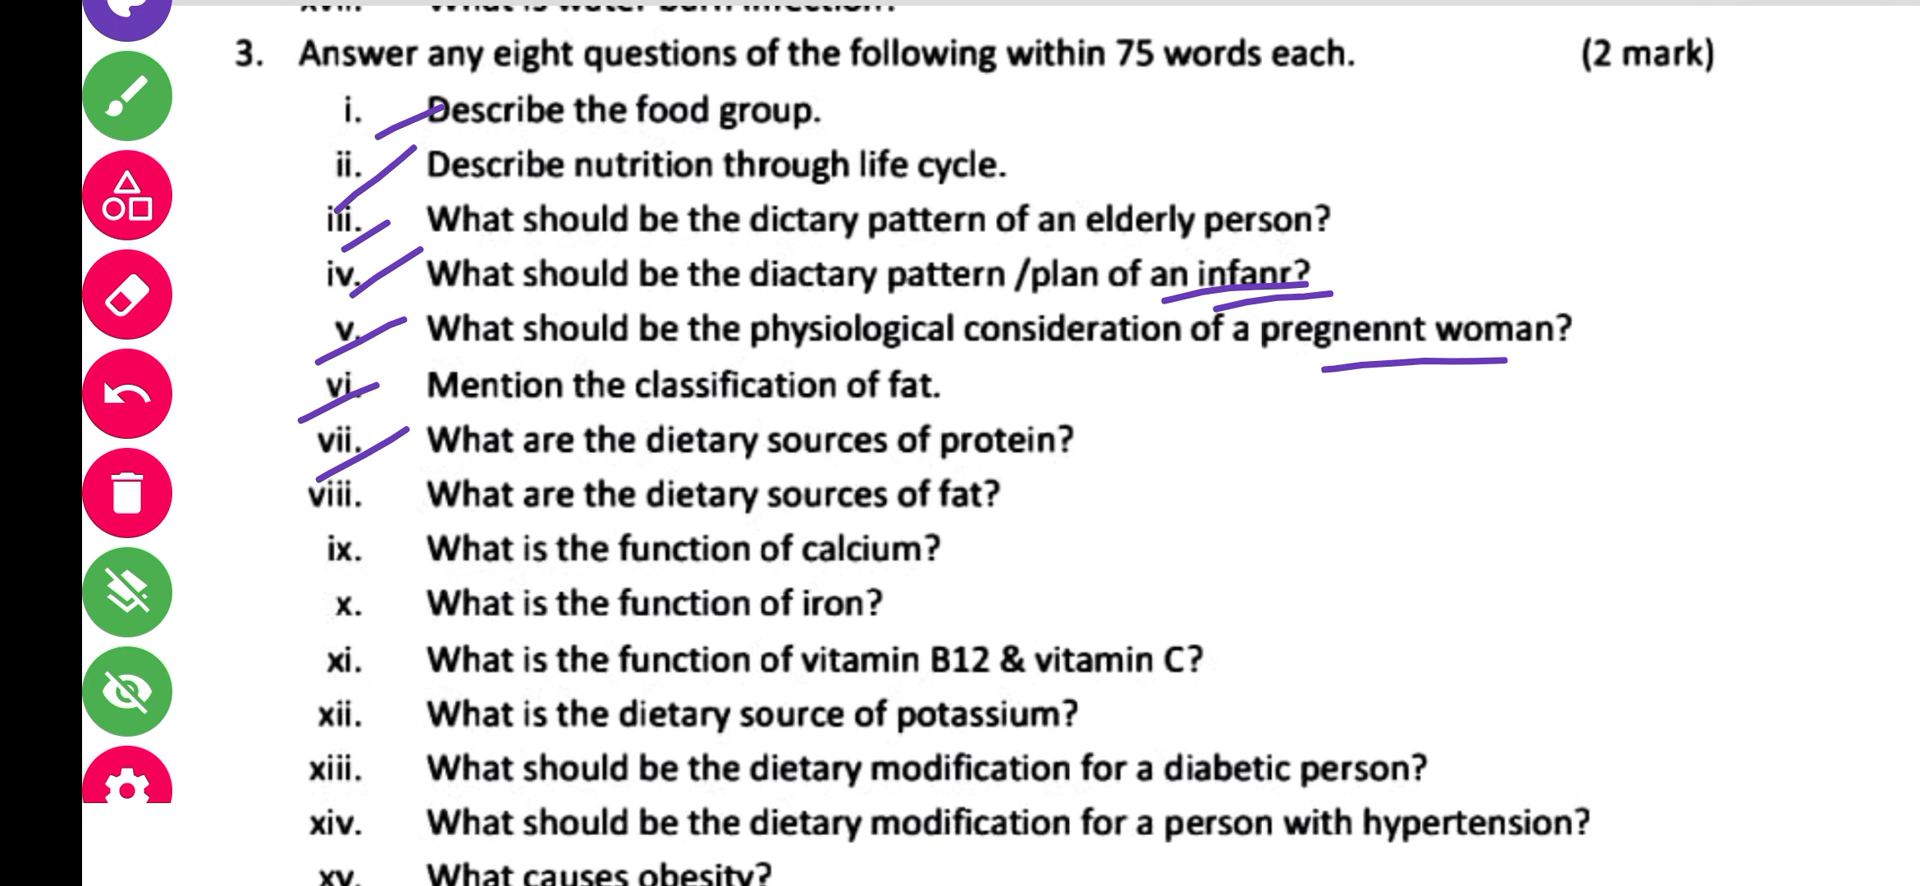 3. Answer any eight questions of the following within 75 words each. (2 mark)
i. Describe the food group.
ii. Describe nutrition through life cycle.
iii. What should be the dictary pattern of an elderly person?
iv. What should be the diactary pattern /plan of an infanr?
v. What should be the physiological consideration of a pregnennt woman?
vi. Mention the classification of fat.
vii. What are the dietary sources of protein?
viii. What are the dietary sources of fat?
ix. What is the function of calcium?
x. What is the function of iron?
xi. What is the function of vitamin B12 & vitamin C?
xii. What is the dietary source of potassium?
xiii. What should be the dietary modification for a diabetic person?
xiv. What should be the dietary modification for a person with hypertension?
xv. What causes obesity?